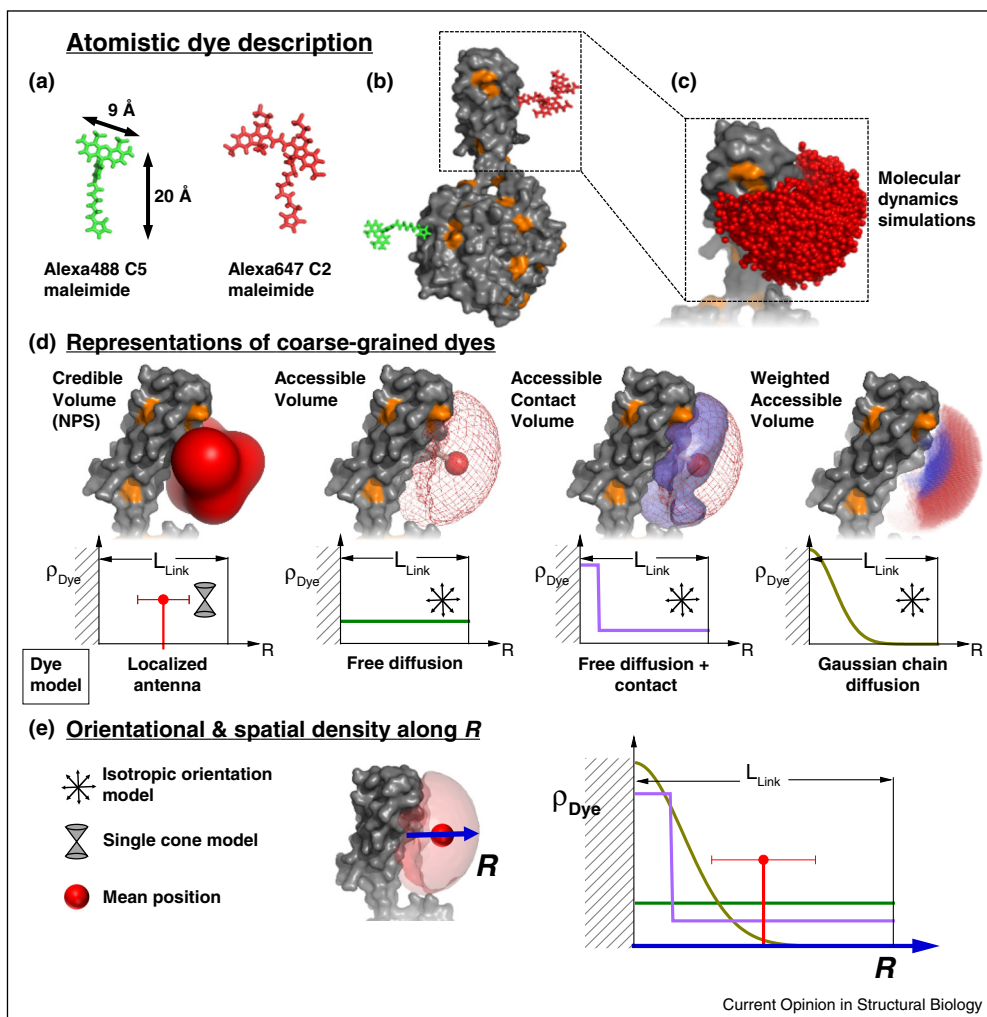 Atomistic dye description
(a)
9 Å
20 Å
Alexa488 C5
maleimide
Alexa647 C2
maleimide
(b)
(c)
Molecular
dynamics
simulations
(d) Representations of coarse-grained dyes
Credible
Volume
(NPS)
Accessible
Volume
Accessible
Contact
Volume
Weighted
Accessible
Volume
ρDye
LLink
R
ρDye
LLink
R
ρDye
LLink
R
ρDye
LLink
R
Dye
model
Localized
antenna
Free diffusion
Free diffusion +
contact
Gaussian chain
diffusion
(e) Orientational & spatial density along R
Isotropic orientation
model
Single cone model
Mean position
R
ρDye
LLink
R
Current Opinion in Structural Biology